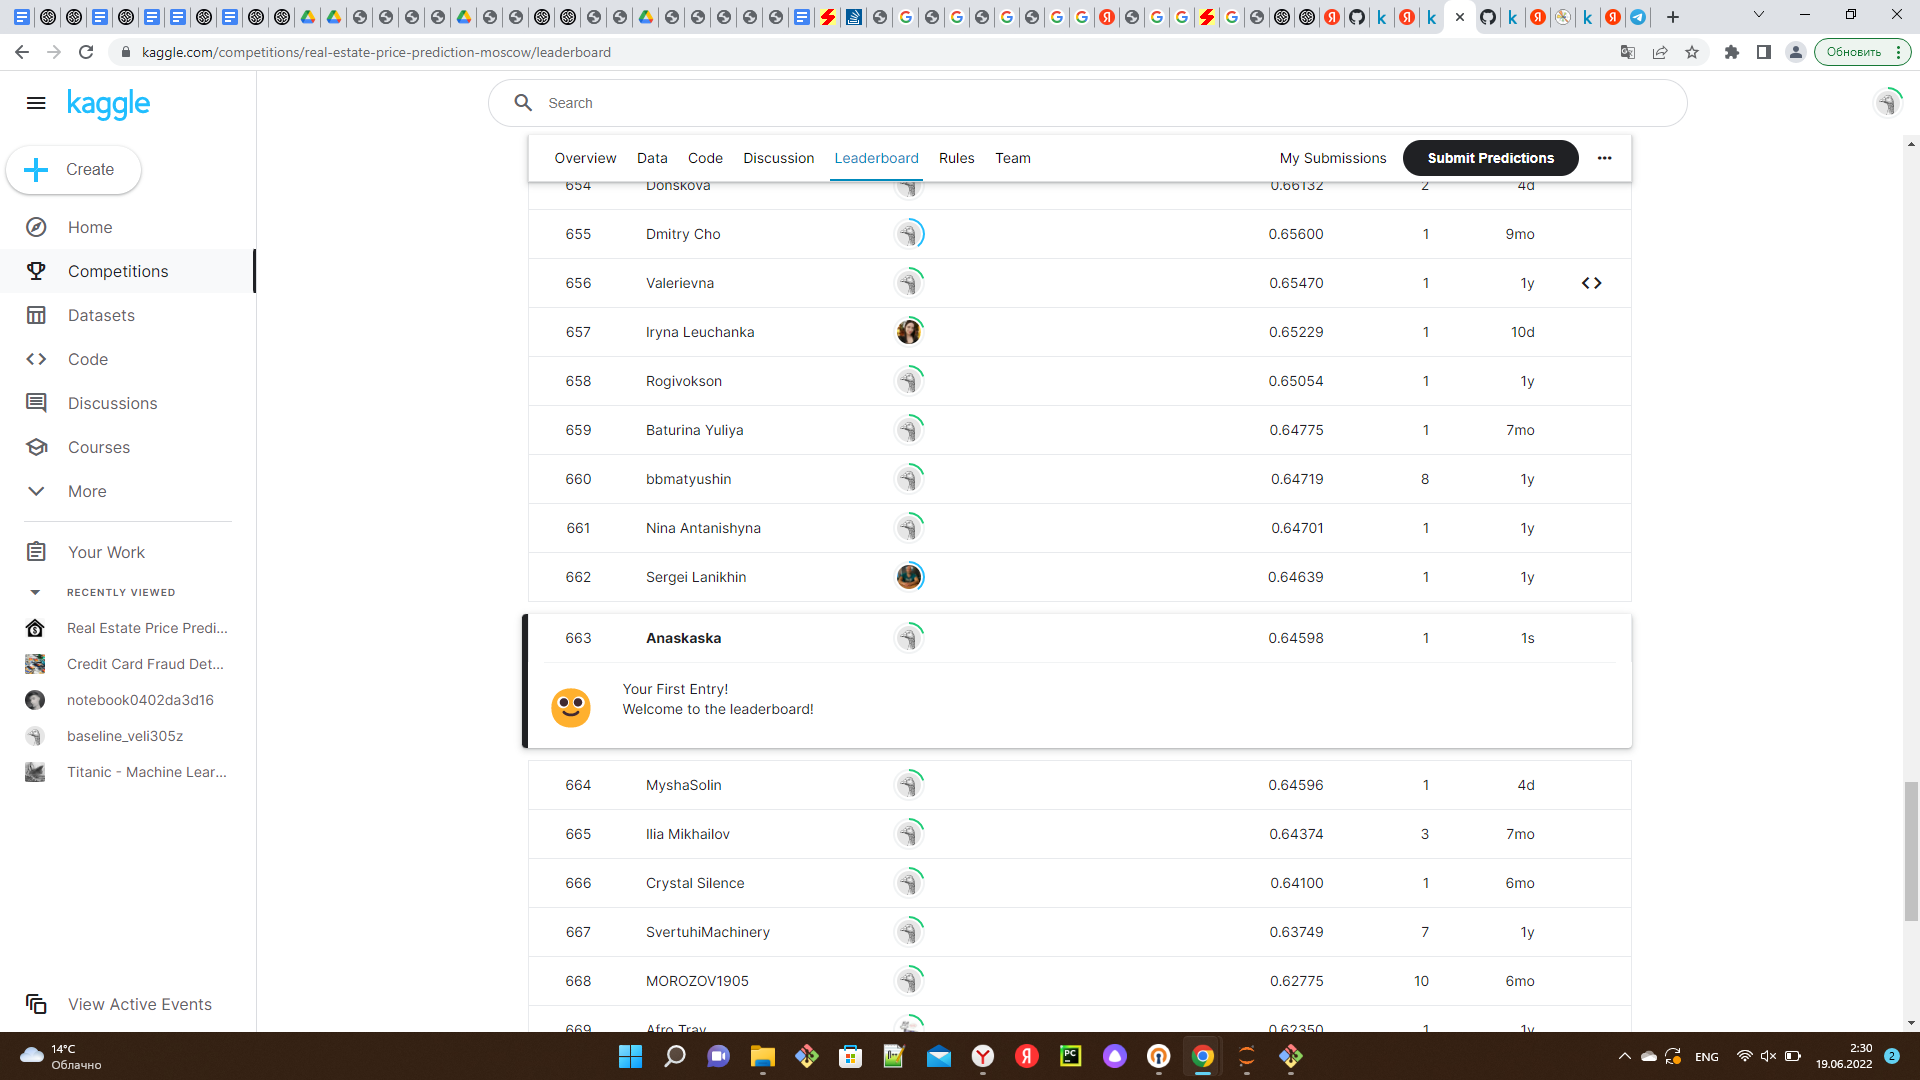 kaggle.com/competitions/real-estate-price-prediction-moscow/leaderboard
Обновить
kaggle
Search
Create
Home
Competitions
Datasets
Code
Discussions
Courses
More
Your Work
RECENTLY VIEWED
Real Estate Price Predi...
Credit Card Fraud Det...
notebook0402da3d16
baseline_veli305z
Titanic - Machine Lear...
View Active Events
Overview Data Code Discussion Leaderboard Rules Team My Submissions Submit Predictions
654 Donskova 0.66132 2 4d
655 Dmitry Cho 0.65600 1 9mo
656 Valerievna 0.65470 1 1y
657 Iryna Leuchanka 0.65229 1 10d
658 Rogivokson 0.65054 1 1y
659 Baturina Yuliya 0.64775 1 7mo
660 bbmatyushin 0.64719 8 1y
661 Nina Antanishyna 0.64701 1 1y
662 Sergei Lanikhin 0.64639 1 1y
663 Anaskaska 0.64598 1 1s
Your First Entry!
Welcome to the leaderboard!
664 MyshaSolin 0.64596 1 4d
665 Ilia Mikhailov 0.64374 3 7mo
666 Crystal Silence 0.64100 1 6mo
667 SvertuhiMachinery 0.63749 7 1y
668 MOROZOV1905 0.62775 10 6mo
669 Afro Tray 0.62350 1 1y
14°C
Облачно
ENG
2:30
19.06.2022
2